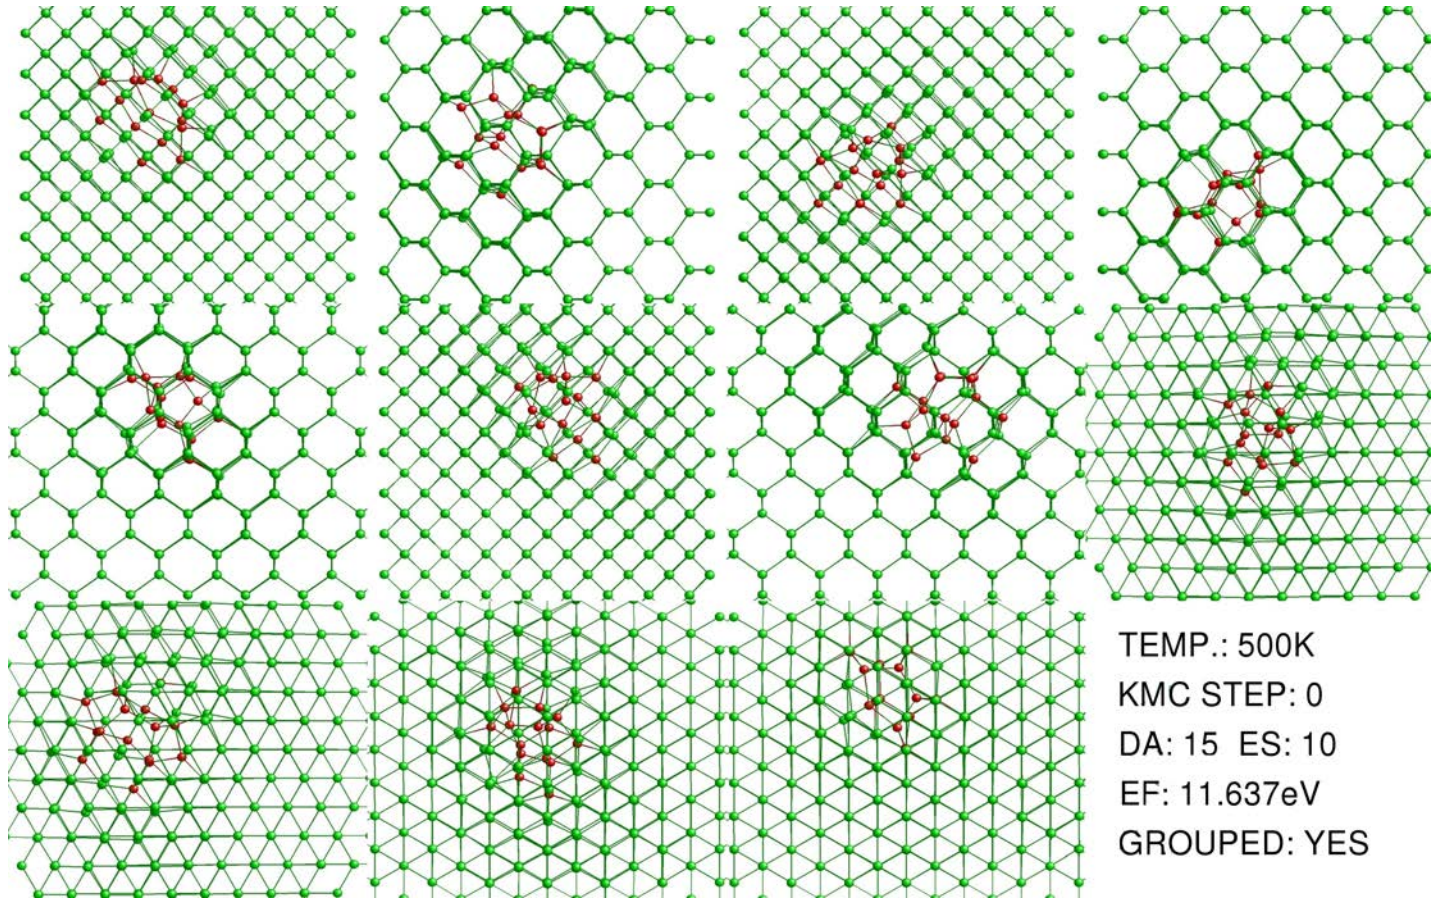 TEMP.: 500K
KMC STEP: 0
DA: 15 ES: 10
EF: 11.637eV
GROUPED: YES